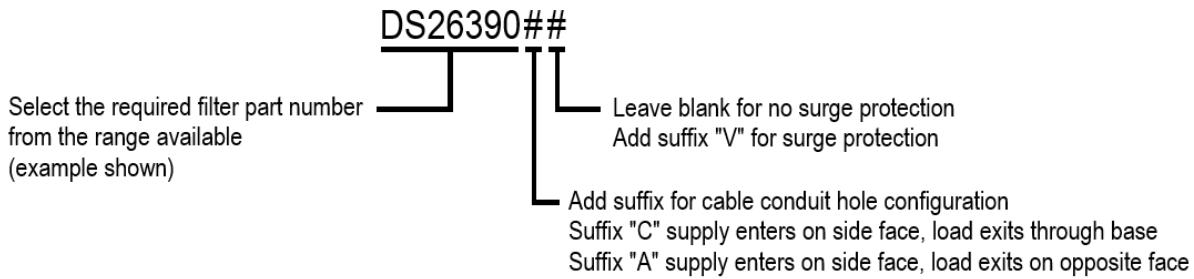 DS26390##
Select the required filter part number
from the range available
(example shown)
Leave blank for no surge protection
Add suffix "V" for surge protection
Add suffix for cable conduit hole configuration
Suffix "C" supply enters on side face, load exits through base
Suffix "A" supply enters on side face, load exits on opposite face